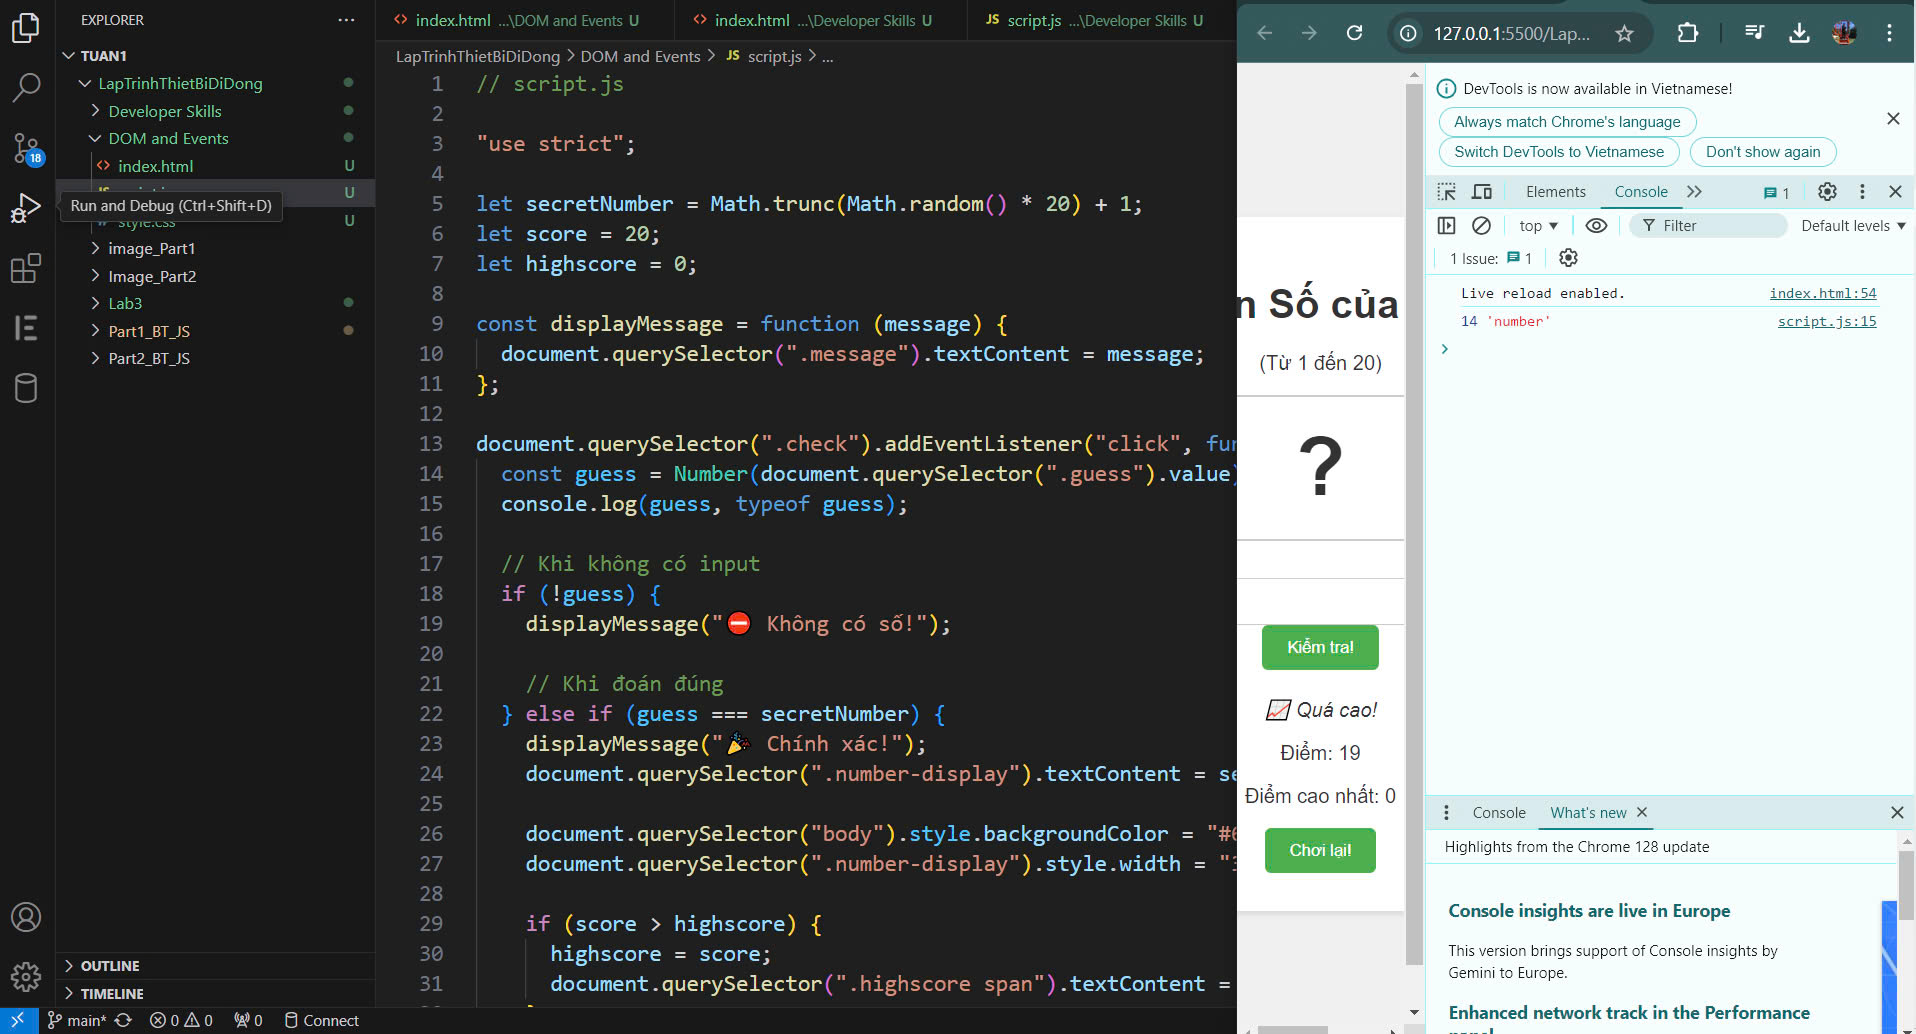 EXPLORER
TUAN1
LapTrinhThietBiDiDong
Developer Skills
DOM and Events
index.html U
U
Run and Debug (Ctrl+Shift+D)
style.css U
image_Part1
Image_Part2
Lab3
Part1_BT_JS
Part2_BT_JS
OUTLINE
TIMELINE
18
index.html ...\DOM and Events U
index.html ...\Developer Skills U
JS script.js ...\Developer Skills U
LapTrinhThietBiDiDong > DOM and Events > JS script.js > ...
1 // script.js
2
3 "use strict";
4
5 let secretNumber = Math.trunc(Math.random() * 20) + 1;
6 let score = 20;
7 let highscore = 0;
8
9 const displayMessage = function (message) {
10 document.querySelector(".message").textContent = message;
11 };
12
13 document.querySelector(".check").addEventListener("click", fun
14 const guess = Number(document.querySelector(".guess").value)
15 console.log(guess, typeof guess);
16
17 // Khi không có input
18 if (!guess) {
19 displayMessage("⛔ Không có số!");
20
21 // Khi đoán đúng
22 } else if (guess === secretNumber) {
23 displayMessage("🎉 Chính xác!");
24 document.querySelector(".number-display").textContent = se
25
26 document.querySelector("body").style.backgroundColor = "#6
27 document.querySelector(".number-display").style.width = "3
28
29 if (score > highscore) {
30 highscore = score;
31 document.querySelector(".highscore span").textContent =
main* 0 0 0 Connect
127.0.0.1:5500/Lap...
n Số của
(Từ 1 đến 20)
?
Kiểm tra!
📈 Quá cao!
Điểm: 19
Điểm cao nhất: 0
Chơi lại!
DevTools is now available in Vietnamese!
Always match Chrome's language
Switch DevTools to Vietnamese
Don't show again
Elements Console 1
top Filter Default levels
1 Issue: 1
Live reload enabled. index.html:54
14 'number' script.js:15
Console What's new
Highlights from the Chrome 128 update
Console insights are live in Europe
This version brings support of Console insights by
Gemini to Europe.
Enhanced network track in the Performance